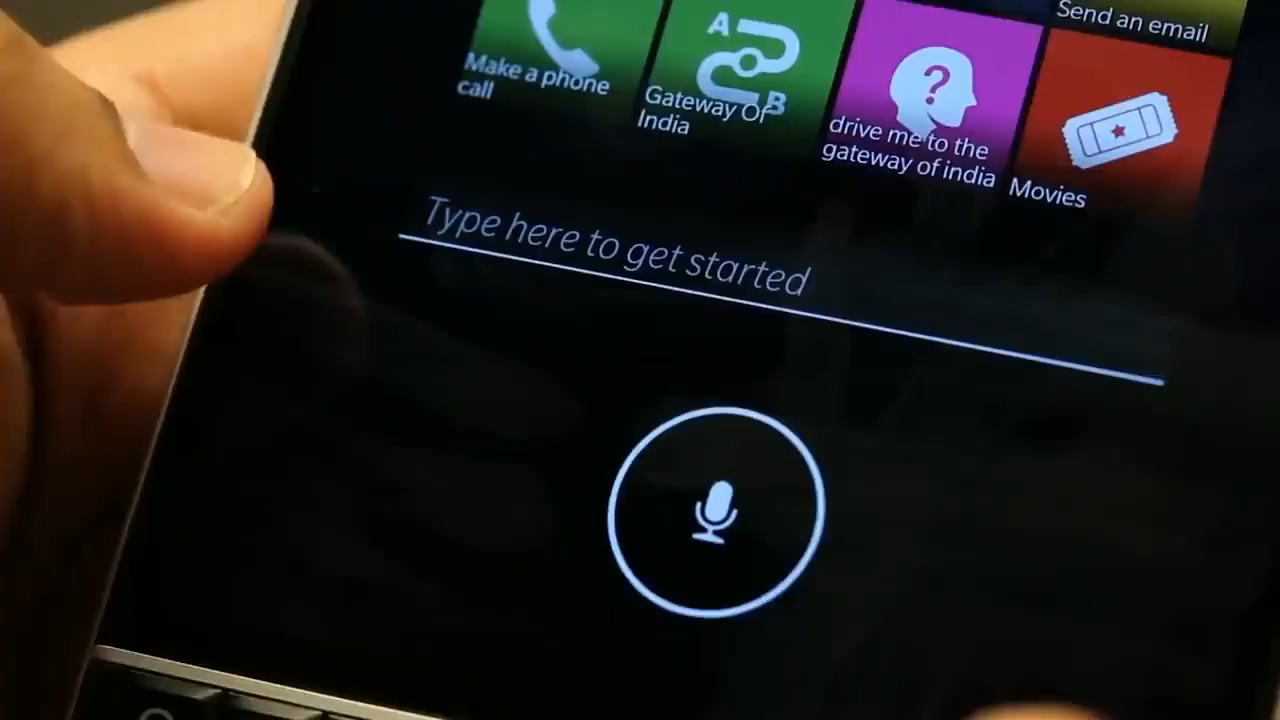 Send an email
Make a phone
call
A
B
Gateway Of
India
?
drive me to the
gateway of india
Movies
Type here to get started